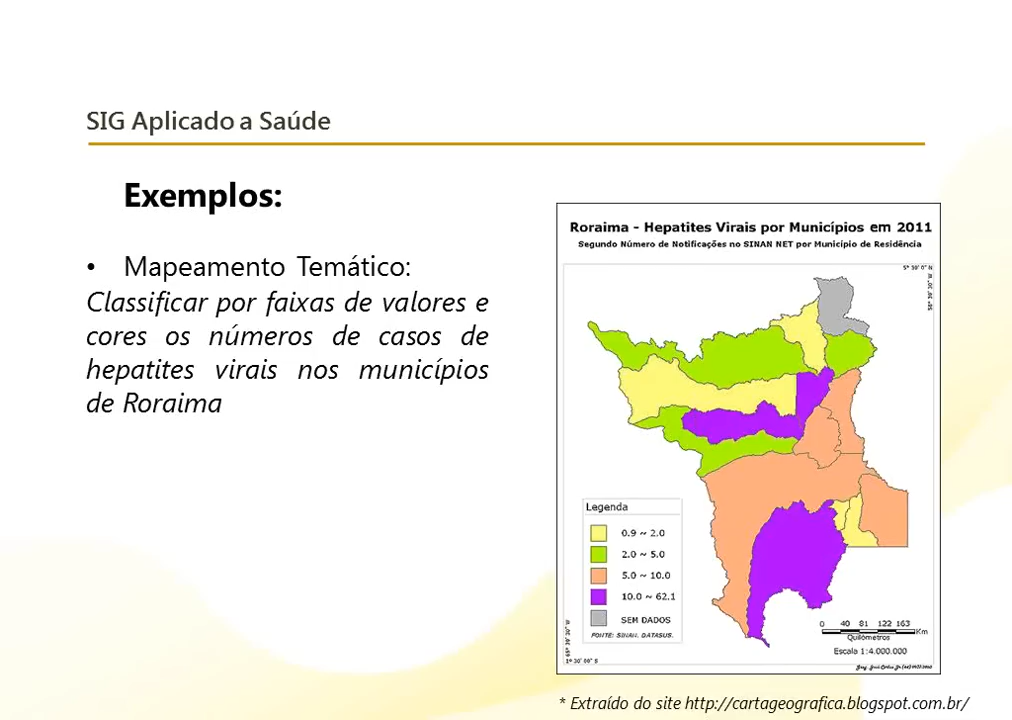 SIG Aplicado a Saúde
Exemplos:
• Mapeamento Temático:
Classificar por faixas de valores e
cores os números de casos de
hepatites virais nos municípios
de Roraima
Roraima - Hepatites Virais por Municípios em 2011
Segundo Número de Notificações no SINAN NET por Município de Residência
Legenda
0.9 ~ 2.0
2.0 ~ 5.0
5.0 ~ 10.0
10.0 ~ 62.1
SEM DADOS
FONTE: SINAN. DATASUS.
0 40 81 122 163
Km
Quilômetros
Escala 1:4.000.000
* Extraído do site http://cartageografica.blogspot.com.br/